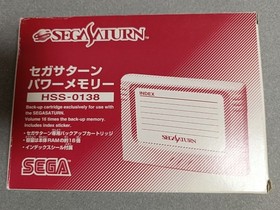 SEGASATURN
セガサターン
パワーメモリー
HSS-0138
Back-up cartridge exclusively for use with
the SEGASATURN.
Volume 16 times the back-up memory.
Includes index sticker.
・セガサターン専用バックアップカートリッジ
・容量は本体RAMの約16倍
・インデックスシール付属
SEGA
INDEX
SEGASATURN